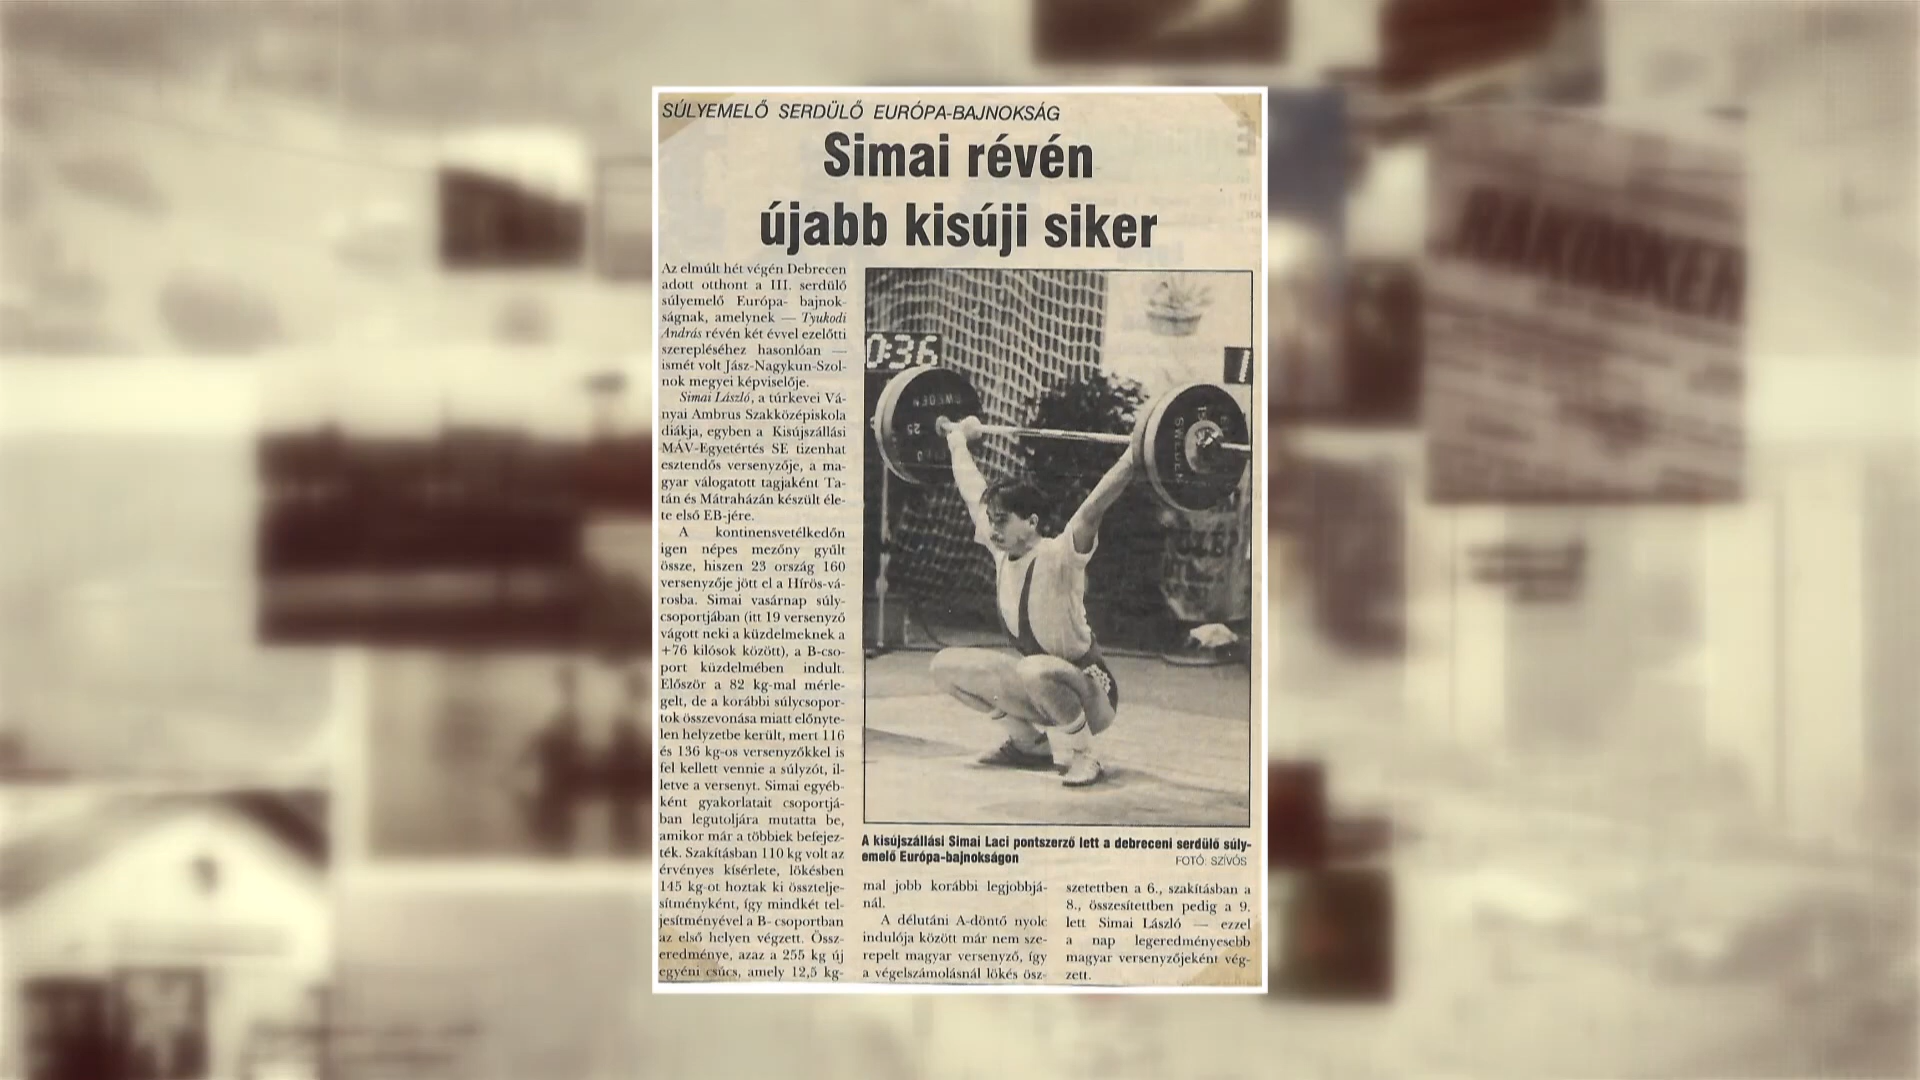 SÚLYEMELŐ SERDÜLŐ EURÓPA-BAJNOKSÁG
Simai révén
újabb kisúji siker
Az elmúlt hét végén Debrecen
adott otthont a III. serdülő
súlyemelő Európa- bajnok-
ságnak, amelynek — Tyukodi
András révén két évvel ezelőtti
szerepléséhez hasonlóan —
ismét volt Jász-Nagykun-Szol-
nok megyei képviselője.
Simai László, a túrkevei Vá-
nyai Ambrus Szakközépiskola
diákja, egyben a Kisújszállási
MÁV-Egyetértés SE tizenhat
esztendős versenyzője, a ma-
gyar válogatott tagjaként Ta-
tán és Mátraházán készült éle-
te első EB-jére.
A kontinensvetélkedőn
igen népes mezőny gyűlt
össze, hiszen 23 ország 160
versenyzője jött el a Hírös-vá-
rosba. Simai vasárnap súly-
csoportjában (itt 19 versenyző
vágott neki a küzdelmeknek a
+76 kilósok között), a B-cso-
port küzdelmében indult.
Először a 82 kg-mal mérle-
gelt, de a korábbi súlycsopor-
tok összevonása miatt előnyte-
len helyzetbe került, mert 116
és 136 kg-os versenyzőkkel is
fel kellett vennie a súlyzót, il-
letve a versenyt. Simai egyéb-
ként gyakorlatait csoportjá-
ban legutoljára mutatta be,
amikor már a többiek befejez-
ték. Szakításban 110 kg volt az
érvényes kísérlete, lökésben
145 kg-ot hoztak ki összteljе-
sítményként, így mindkét tel-
jesítményével a B- csoportban
az első helyen végzett. Össz-
eredménye, azaz a 255 kg új
egyéni csúcs, amely 12,5 kg-
0:36
1
SWEDEN
25
A kisújszállási Simai Laci pontszerző lett a debreceni serdülő súly-
emelő Európa-bajnokságon
FOTÓ: SZÍVÓS
mal jobb korábbi legjobbjá-
nál.
A délutáni A-döntő nyolc
indulója között már nem sze-
repelt magyar versenyző, így
a végelszámolásnál lökés ösz-
szetettben a 6., szakításban a
8., összesítettben pedig a 9.
lett Simai László — ezzel
a nap legeredményesebb
magyar versenyzőjeként vég-
zett.